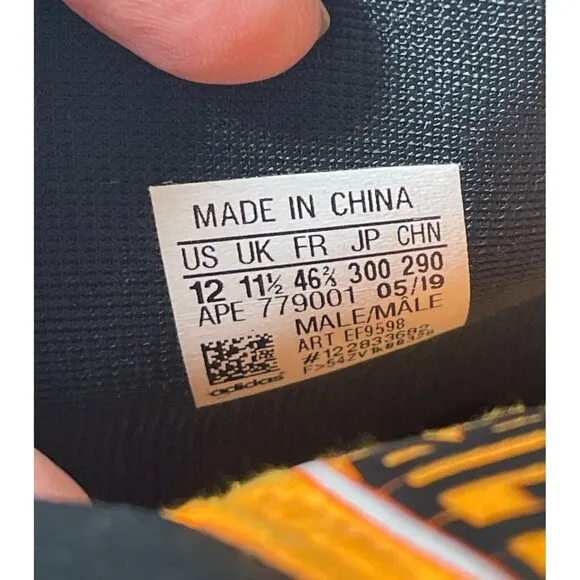 MADE IN CHINA
US UK FR JP CHN
12 11½ 46⅔ 300 290
APE 779001 05/19
MALE/MÂLE
ART EF9598
#122833682
adidas